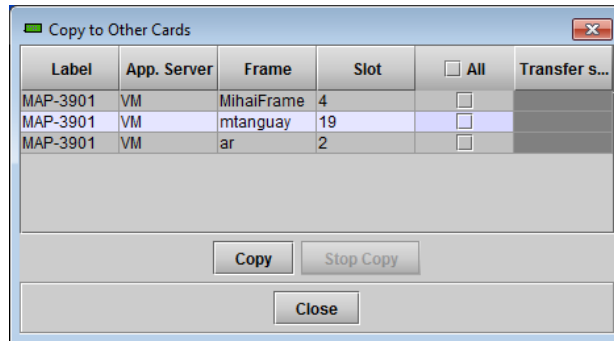 Copy to Other Cards
Label App. Server Frame Slot All Transfer s...
MAP-3901 VM MihaiFrame 4
MAP-3901 VM mtanguay 19
MAP-3901 VM ar 2
Copy Stop Copy
Close